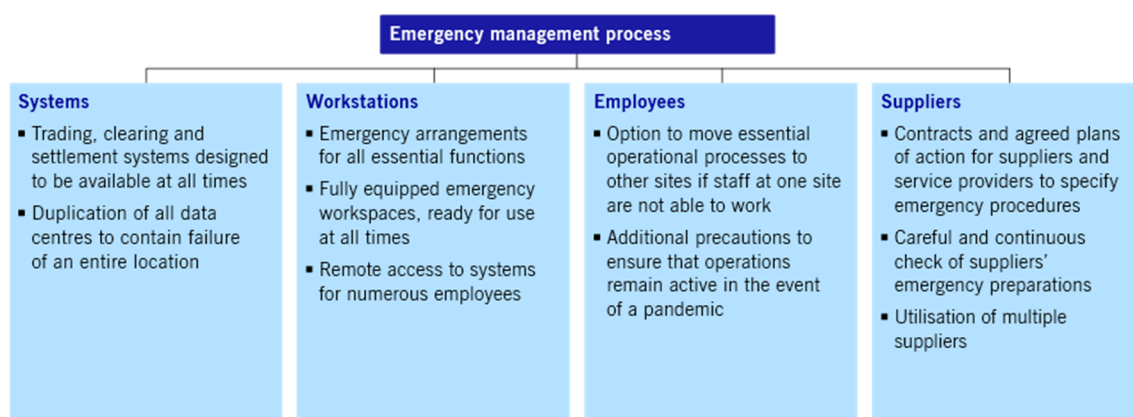 Emergency management process
Systems
▪ Trading, clearing and
settlement systems designed
to be available at all times
▪ Duplication of all data
centres to contain failure
of an entire location
Workstations
▪ Emergency arrangements
for all essential functions
▪ Fully equipped emergency
workspaces, ready for use
at all times
▪ Remote access to systems
for numerous employees
Employees
▪ Option to move essential
operational processes to
other sites if staff at one site
are not able to work
▪ Additional precautions to
ensure that operations
remain active in the event
of a pandemic
Suppliers
▪ Contracts and agreed plans
of action for suppliers and
service providers to specify
emergency procedures
▪ Careful and continuous
check of suppliers’
emergency preparations
▪ Utilisation of multiple
suppliers